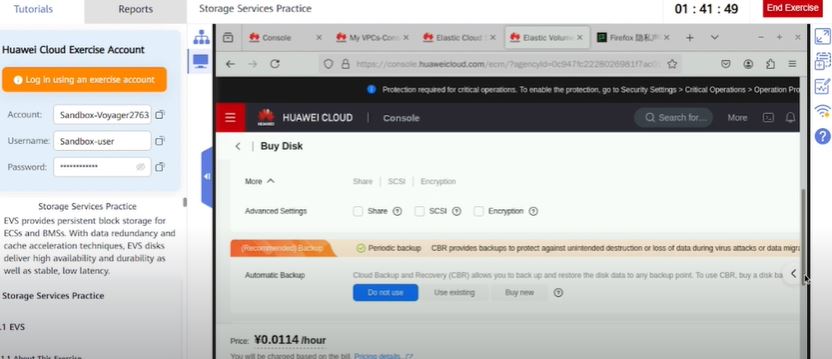 Tutorials
Reports
Storage Services Practice
01 : 41 : 49
End Exercise
Huawei Cloud Exercise Account
Log in using an exercise account
Account: Sandbox-Voyager2763
Username: Sandbox-user
Password: ••••••••••••
Storage Services Practice
EVS provides persistent block storage for
ECSs and BMSs. With data redundancy and
cache acceleration techniques, EVS disks
deliver high availability and durability as
well as stable, low latency.
Storage Services Practice
.1 EVS
1.1 About This Exercise
Console
My VPCs-Con
Elastic Cloud
Elastic Volum
Firefox 隐私
https://console.huaweicloud.com/ecm/?agencyId=
Protection required for critical operations. To enable the protection, go to Security Settings > Critical Operations > Operation Pro
HUAWEI
HUAWEI CLOUD | Console
Search for...
More
Buy Disk
More
Share | SCSI | Encryption
Advanced Settings
Share
SCSI
Encryption
(Recommended) Backup
Periodic backup
CBR provides backups to protect against unintended destruction or loss of data during virus attacks or data migra
Automatic Backup
Cloud Backup and Recovery (CBR) allows you to back up and restore the disk data to any backup point. To use CBR, buy a disk ba
Do not use
Use existing
Buy new
Price: ¥0.0114 /hour
You will be charged based on the bill. Pricing details